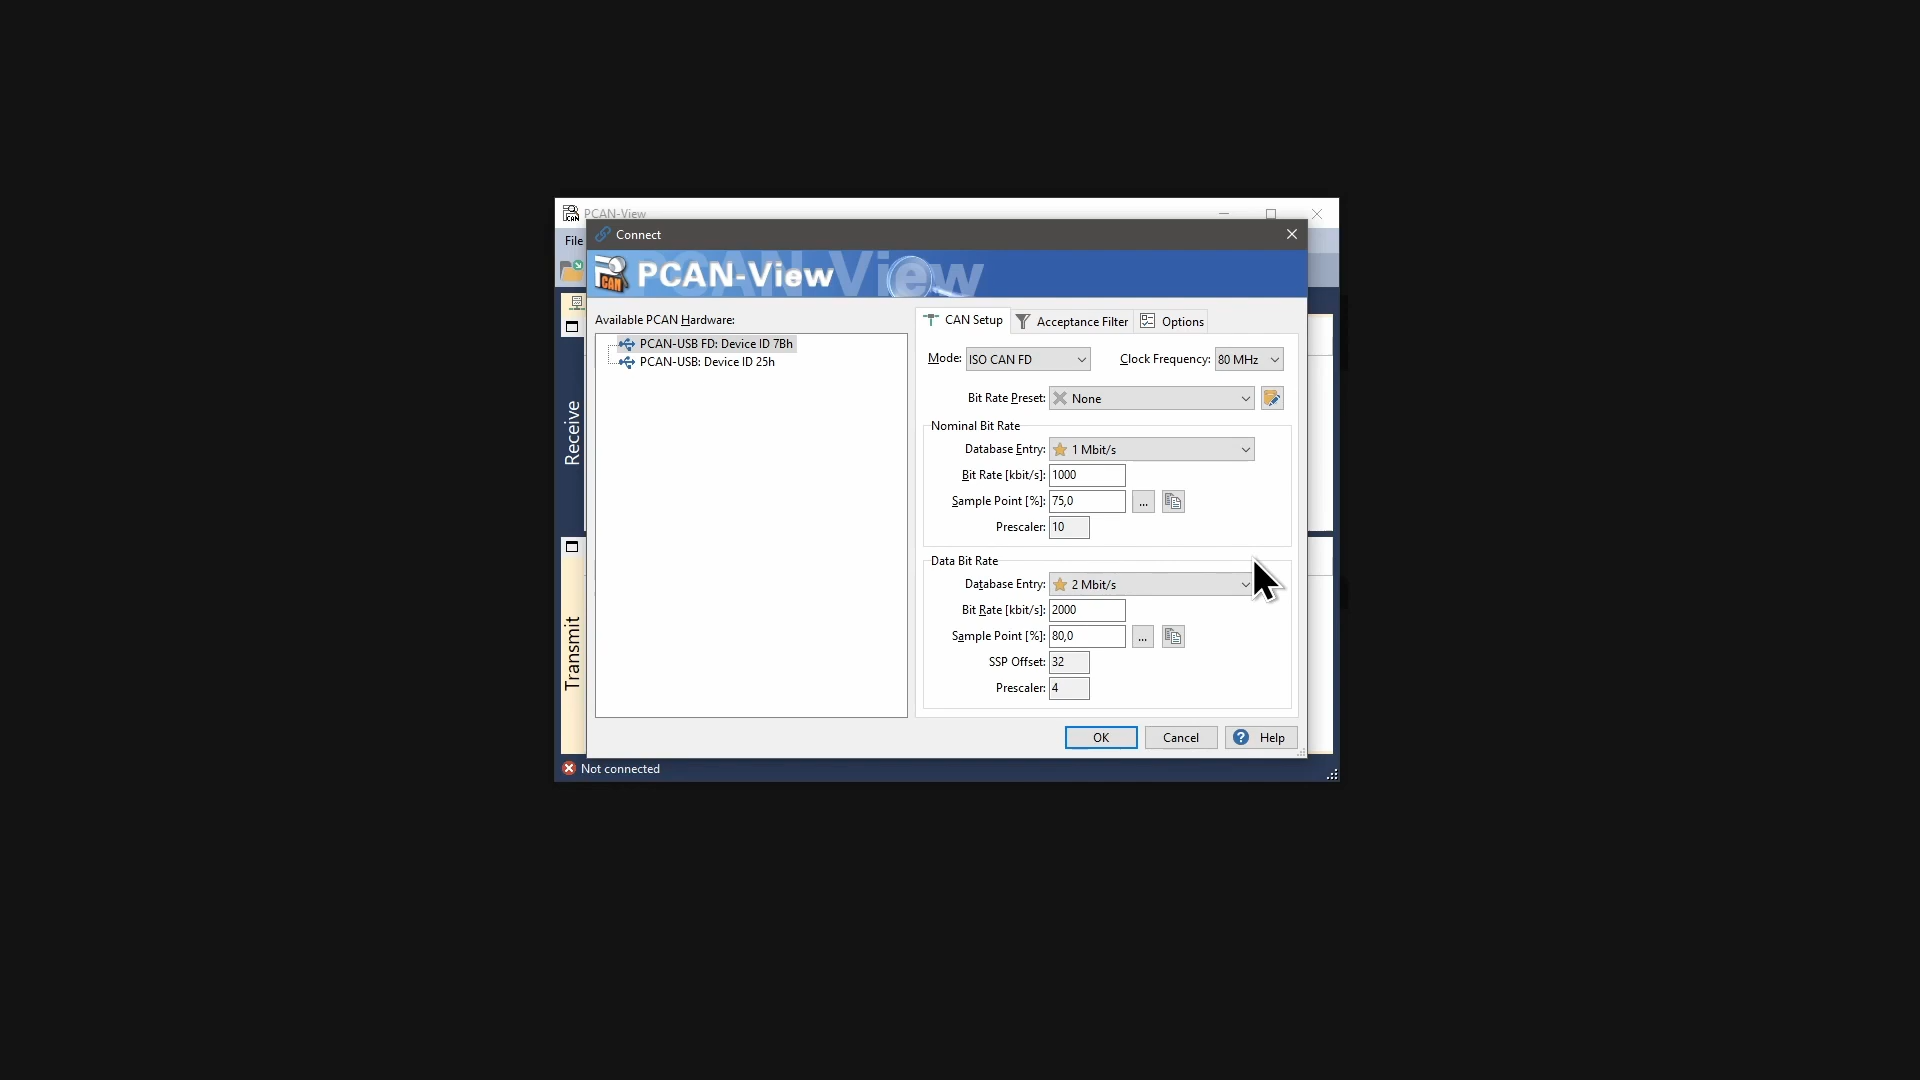 PCAN-View
File
Connect
PCAN-View
Available PCAN Hardware:
PCAN-USB FD: Device ID 7Bh
PCAN-USB: Device ID 25h
CAN Setup
Acceptance Filter
Options
Mode: ISO CAN FD
Clock Frequency: 80 MHz
Bit Rate Preset: None
Nominal Bit Rate
Database Entry: 1 Mbit/s
Bit Rate [kbit/s]: 1000
Sample Point [%]: 75,0 ...
Prescaler: 10
Data Bit Rate
Database Entry: 2 Mbit/s
Bit Rate [kbit/s]: 2000
Sample Point [%]: 80,0 ...
SSP Offset: 32
Prescaler: 4
OK
Cancel
Help
Receive
Transmit
Not connected